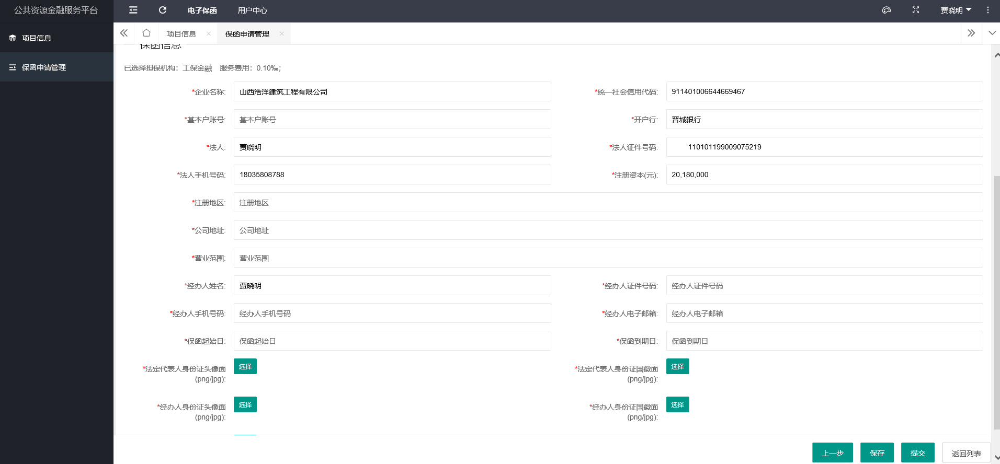 公共资源金融服务平台
电子保函 用户中心 贾晓明
项目信息
保函申请管理
项目信息 保函申请管理
保函信息
已选择担保机构：工保金融 服务费用：0.10‰；
*企业名称: 山西浩洋建筑工程有限公司 *统一社会信用代码: 911401006644669467
*基本户账号: 基本户账号 *开户行: 晋城银行
*法人: 贾晓明 *法人证件号码: 110101199009075219
*法人手机号码: 18035808788 *注册资本(元): 20,180,000
*注册地区: 注册地区
*公司地址: 公司地址
*营业范围: 营业范围
*经办人姓名: 贾晓明 *经办人证件号码: 经办人证件号码
*经办人手机号码: 经办人手机号码 *经办人电子邮箱: 经办人电子邮箱
*保函起始日: 保函起始日 *保函到期日: 保函到期日
*法定代表人身份证头像面 选择 *法定代表人身份证国徽面 选择
(png/jpg): (png/jpg):
*经办人身份证头像面 选择 *经办人身份证国徽面 选择
(png/jpg): (png/jpg):
上一步 保存 提交 返回列表